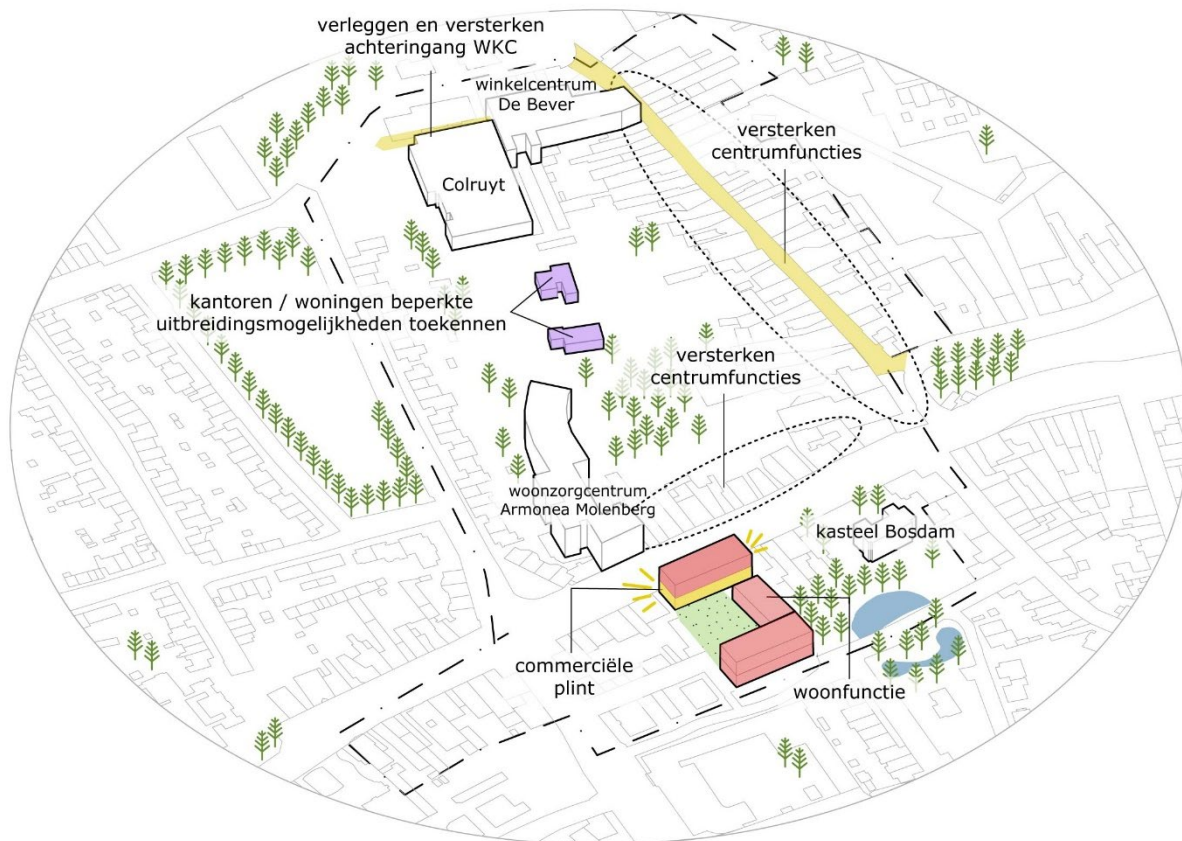 verleggen en versterken
achteringang WKC
winkelcentrum
De Bever
versterken
centrumfuncties
Colruyt
kantoren / woningen beperkte
uitbreidingsmogelijkheden toekennen
versterken
centrumfuncties
woonzorgcentrum
Armonea Molenberg
kasteel Bosdam
commerciële
plint
woonfunctie